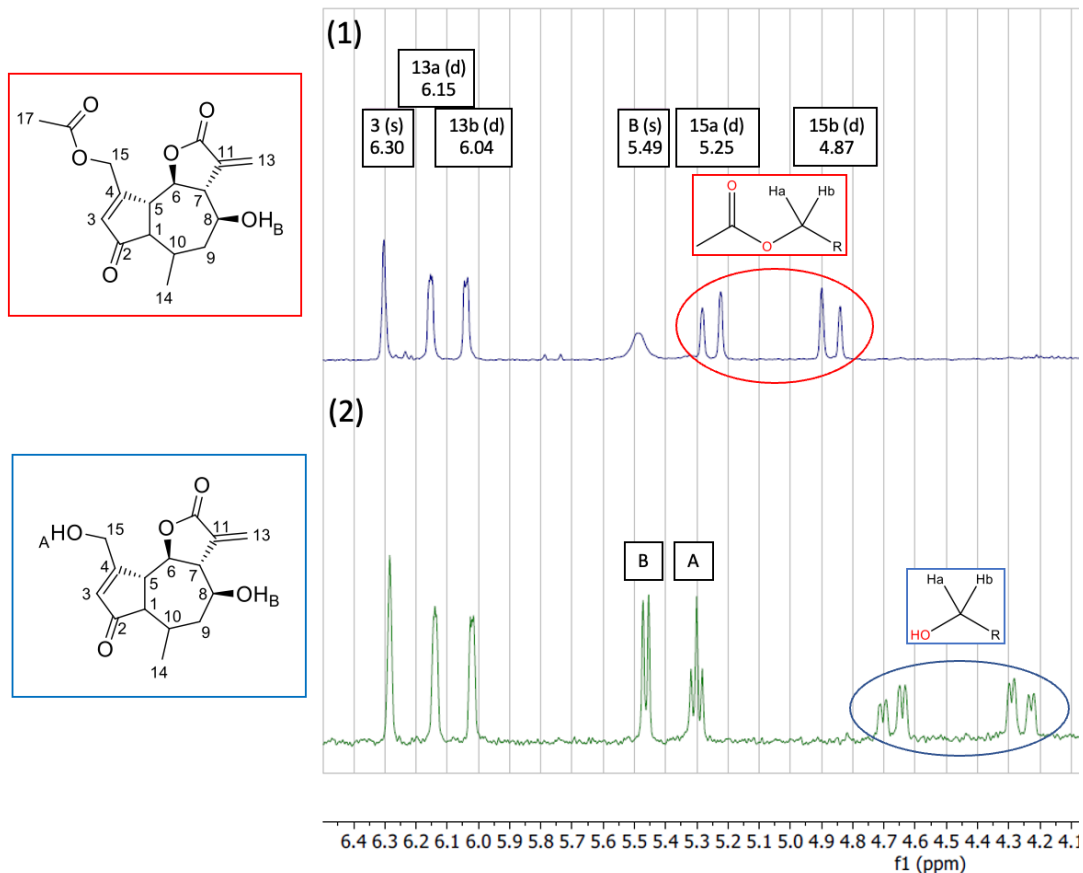 (1)
13a (d)
6.15
3 (s)
6.30
13b (d)
6.04
B (s)
5.49
15a (d)
5.25
15b (d)
4.87
O
Ha
Hb
O
R
17
O
O
15
O
O
11
13
4
6
7
5
3
8
OHB
1
10
9
2
O
14
(2)
B
A
Ha
Hb
HO
R
O
O
HO
A
15
11
13
4
6
7
5
3
8
OHB
1
10
9
2
O
14
6.4 6.3 6.2 6.1 6.0 5.9 5.8 5.7 5.6 5.5 5.4 5.3 5.2 5.1 5.0 4.9 4.8 4.7 4.6 4.5 4.4 4.3 4.2 4.1
f1 (ppm)